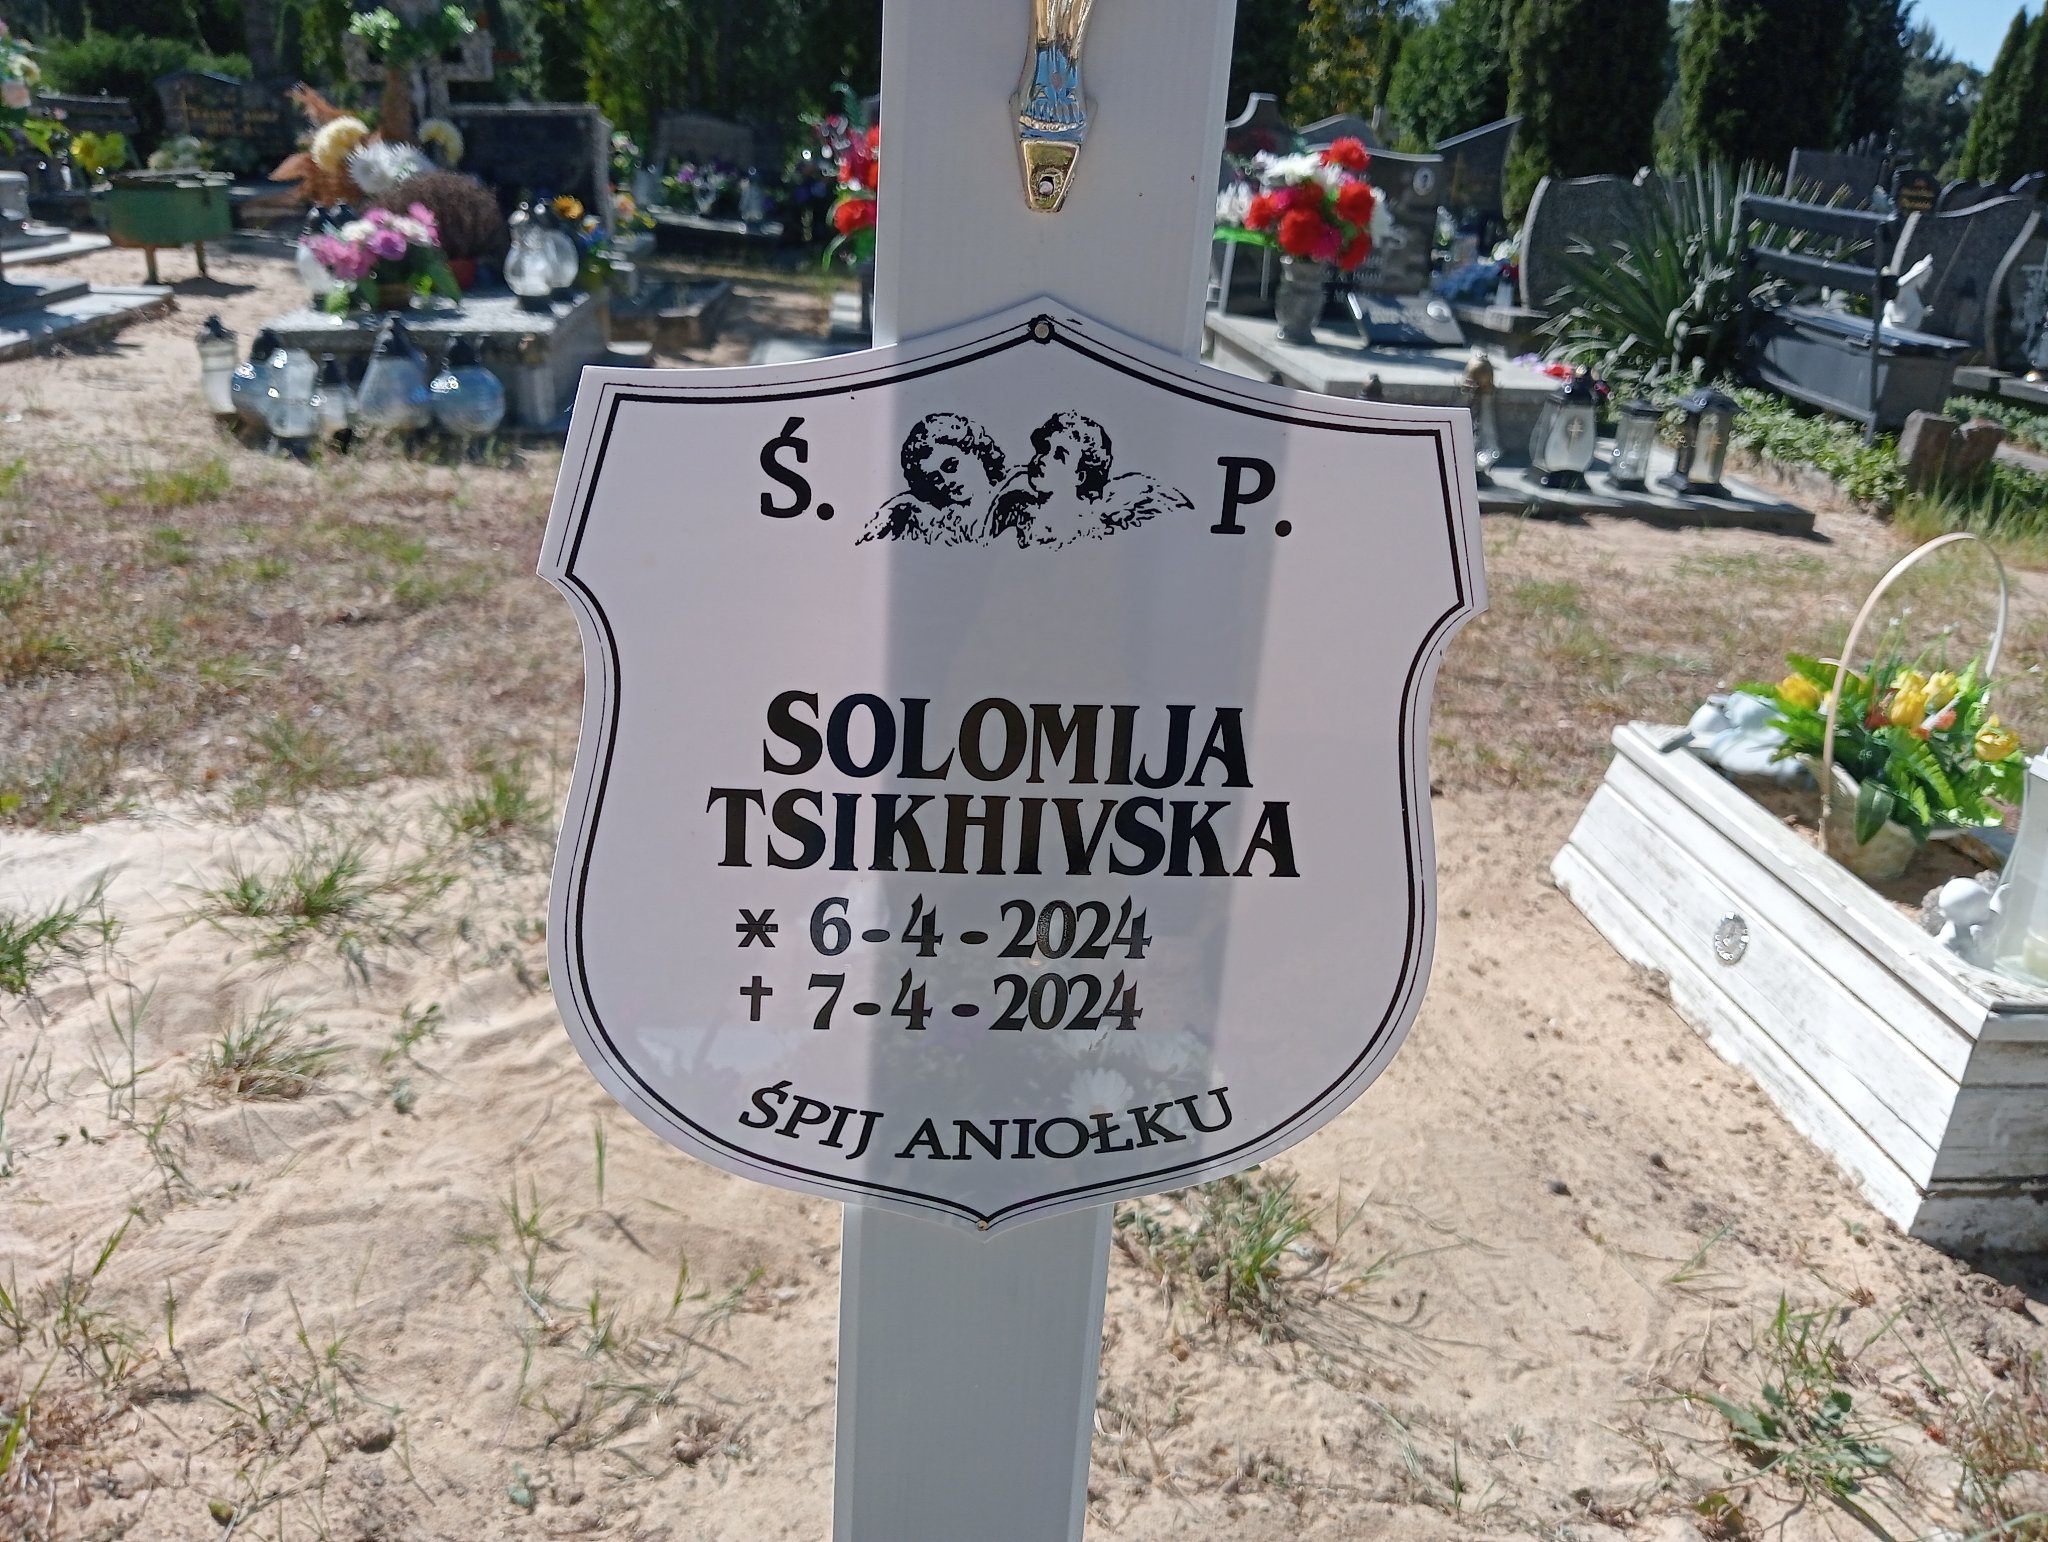 Ś. P.
SOLOMIJA
TSIKHIVSKA
* 6-4-2024
† 7-4-2024
ŚPIJ ANIOŁKU